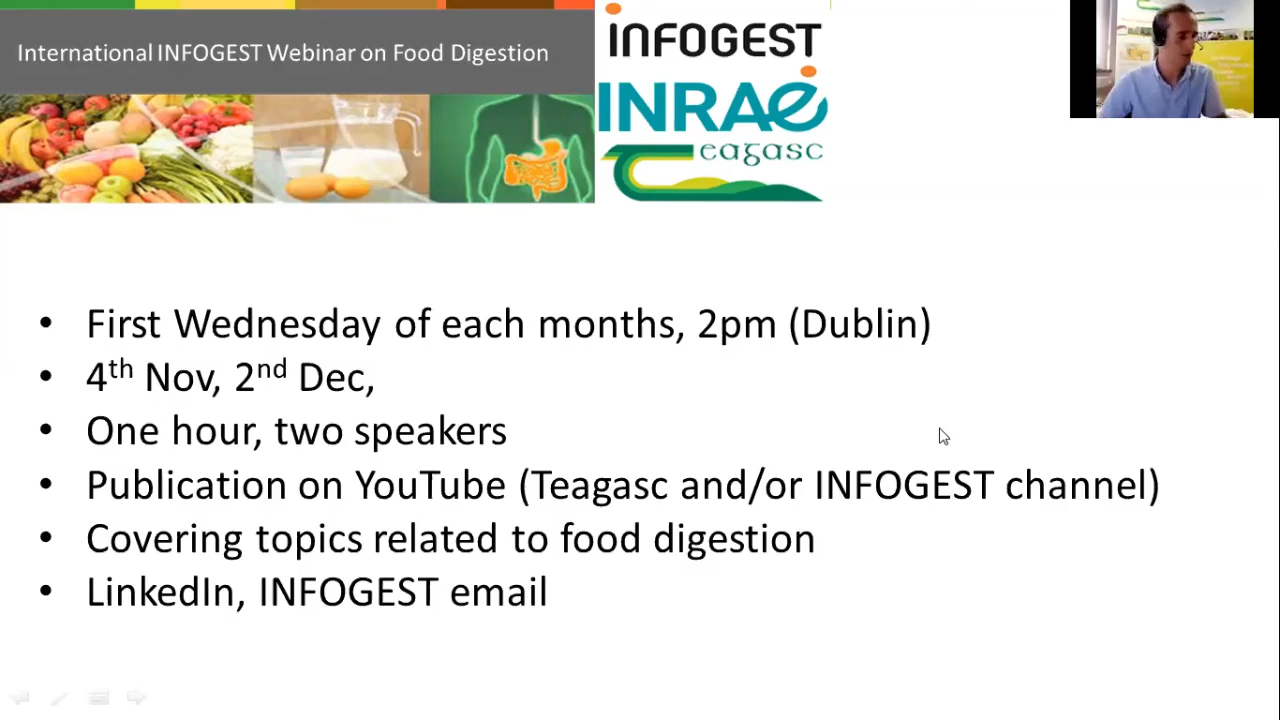 International INFOGEST Webinar on Food Digestion
INFOGEST
INRAE
eagasc
• First Wednesday of each months, 2pm (Dublin)
• 4th Nov, 2nd Dec,
• One hour, two speakers
• Publication on YouTube (Teagasc and/or INFOGEST channel)
• Covering topics related to food digestion
• LinkedIn, INFOGEST email